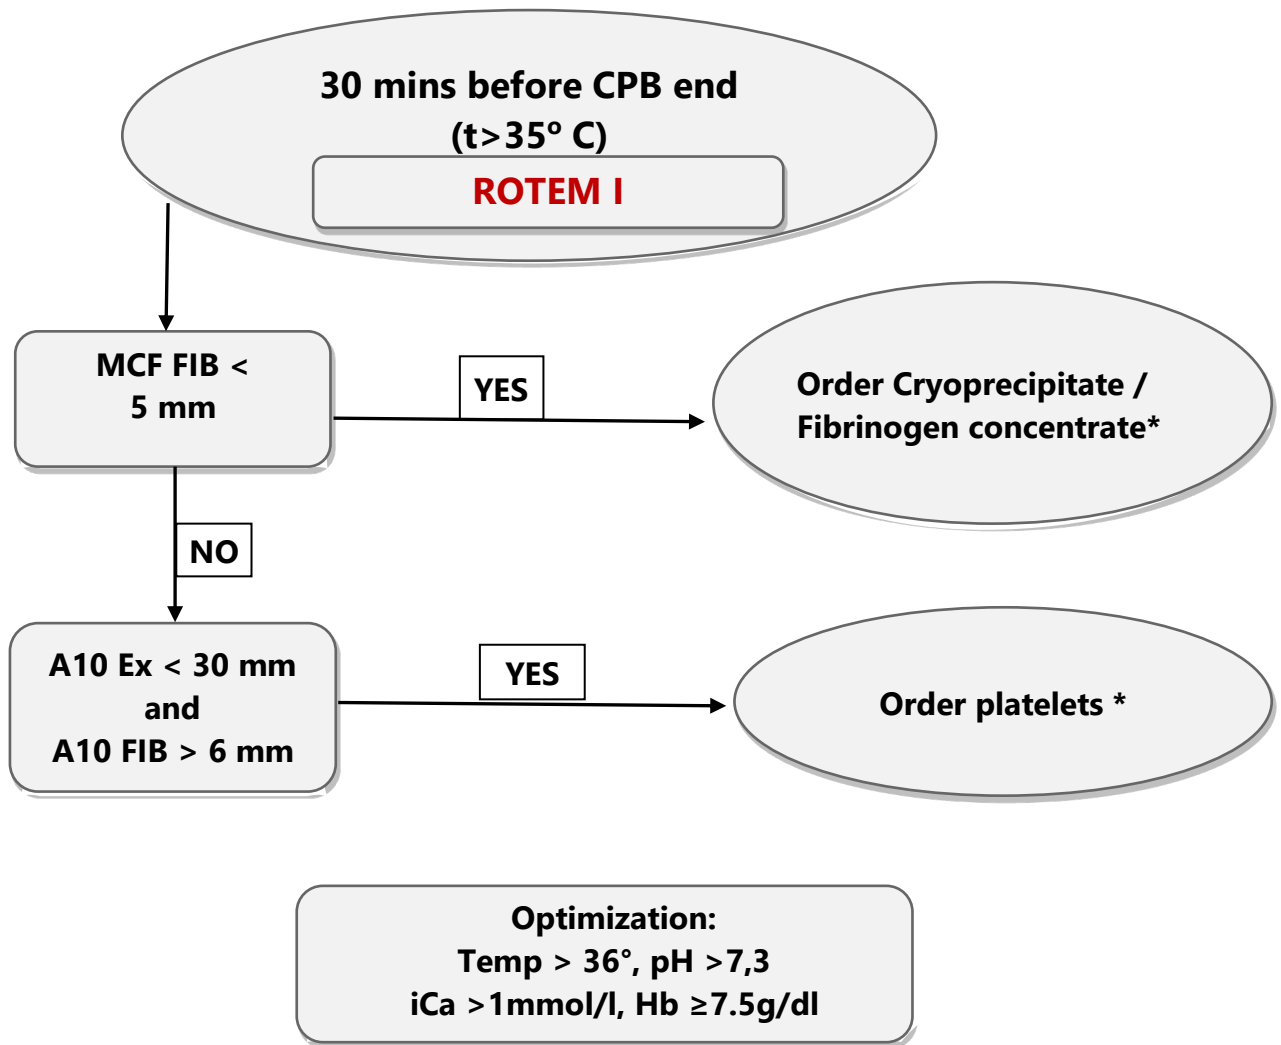 30 mins before CPB end
(t>35º C)
ROTEM I
MCF FIB <
5 mm
YES
Order Cryoprecipitate /
Fibrinogen concentrate*
NO
A10 Ex < 30 mm
and
A10 FIB > 6 mm
YES
Order platelets *
Optimization:
Temp > 36°, pH >7,3
iCa >1mmol/l, Hb ≥7.5g/dl